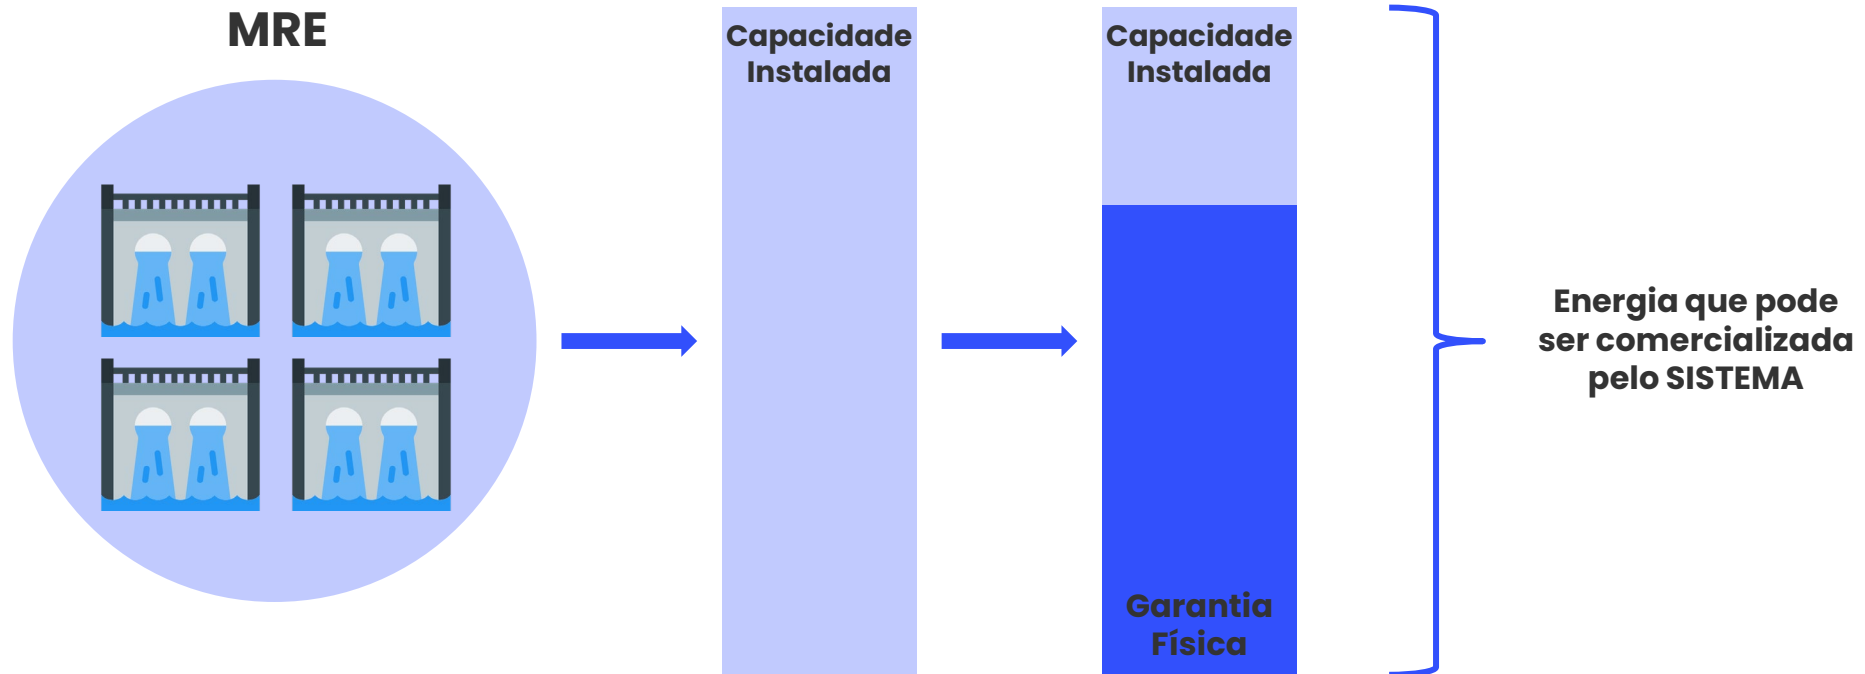 MRE
Capacidade
Instalada
Capacidade
Instalada
Garantia
Física
Energia que pode
ser comercializada
pelo SISTEMA